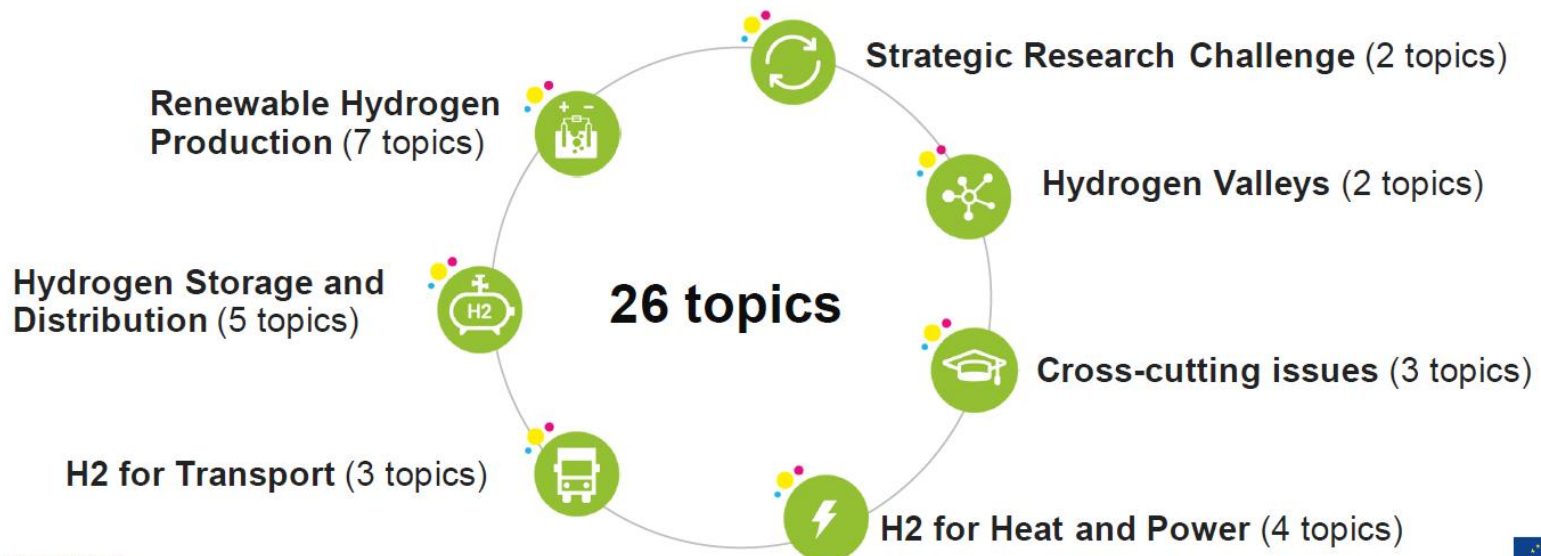 Strategic Research Challenge (2 topics)
Renewable Hydrogen
Production (7 topics)
+ −
Hydrogen Valleys (2 topics)
Hydrogen Storage and
Distribution (5 topics)
H2
26 topics
Cross-cutting issues (3 topics)
H2 for Transport (3 topics)
H2 for Heat and Power (4 topics)